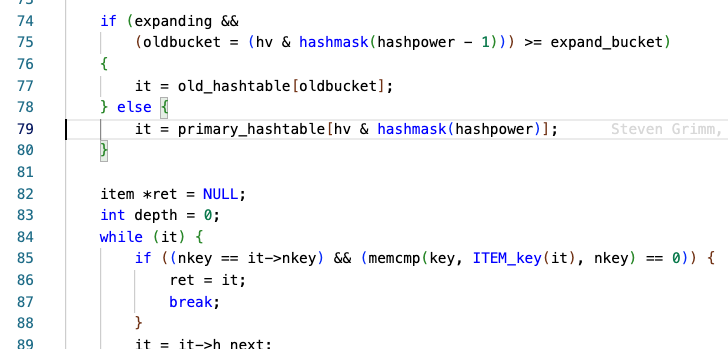 74 if (expanding &&
75 (oldbucket = (hv & hashmask(hashpower - 1))) >= expand_bucket)
76 {
77 it = old_hashtable[oldbucket];
78 } else {
79 it = primary_hashtable[hv & hashmask(hashpower)]; Steven Grimm,
80 }
81
82 item *ret = NULL;
83 int depth = 0;
84 while (it) {
85 if ((nkey == it->nkey) && (memcmp(key, ITEM_key(it), nkey) == 0)) {
86 ret = it;
87 break;
88 }
89 it = it->h_next;